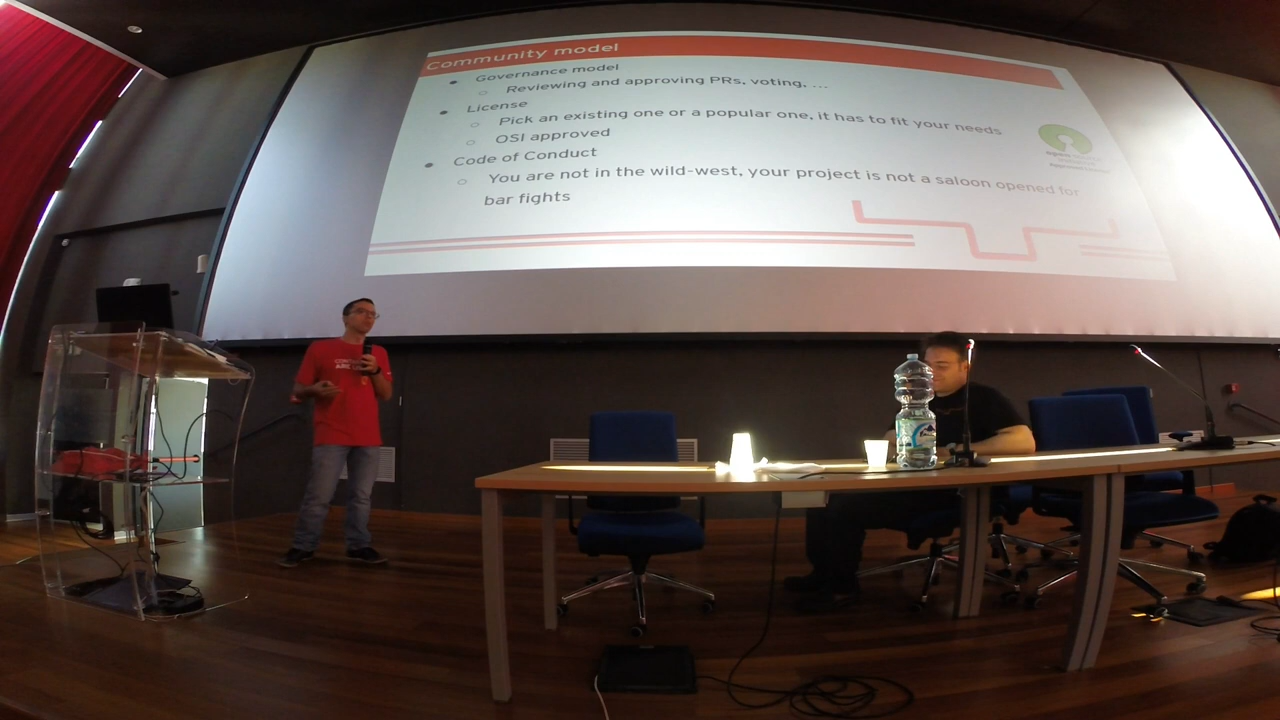 Community model
Governance model
Reviewing and approving PRs, voting, ...
License
Pick an existing one or a popular one, it has to fit your needs
OSI approved
Code of Conduct
You are not in the wild-west, your project is not a saloon opened for
bar fights